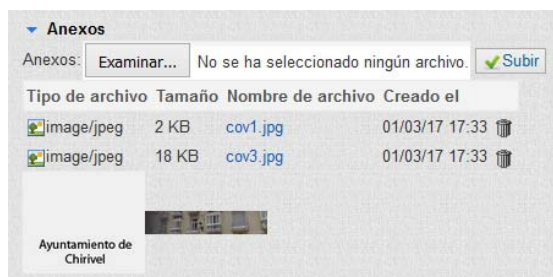 Anexos
Anexos: Examinar... No se ha seleccionado ningún archivo. Subir
Tipo de archivo Tamaño Nombre de archivo Creado el
image/jpeg 2 KB cov1.jpg 01/03/17 17:33
image/jpeg 18 KB cov3.jpg 01/03/17 17:33
Ayuntamiento de
Chirivel